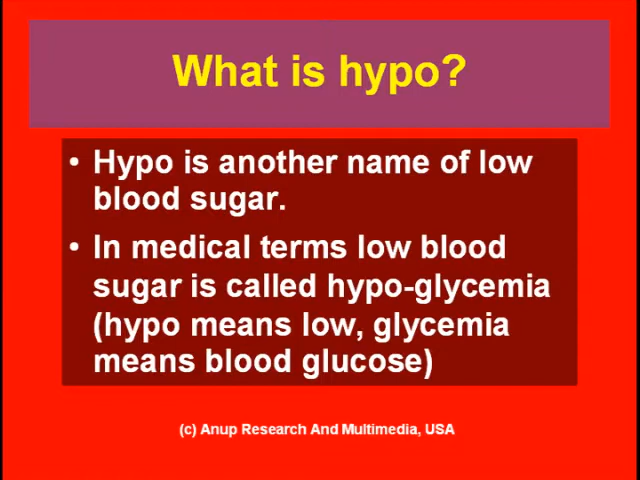 What is hypo?
• Hypo is another name of low
blood sugar.
• In medical terms low blood
sugar is called hypo-glycemia
(hypo means low, glycemia
means blood glucose)
(c) Anup Research And Multimedia, USA